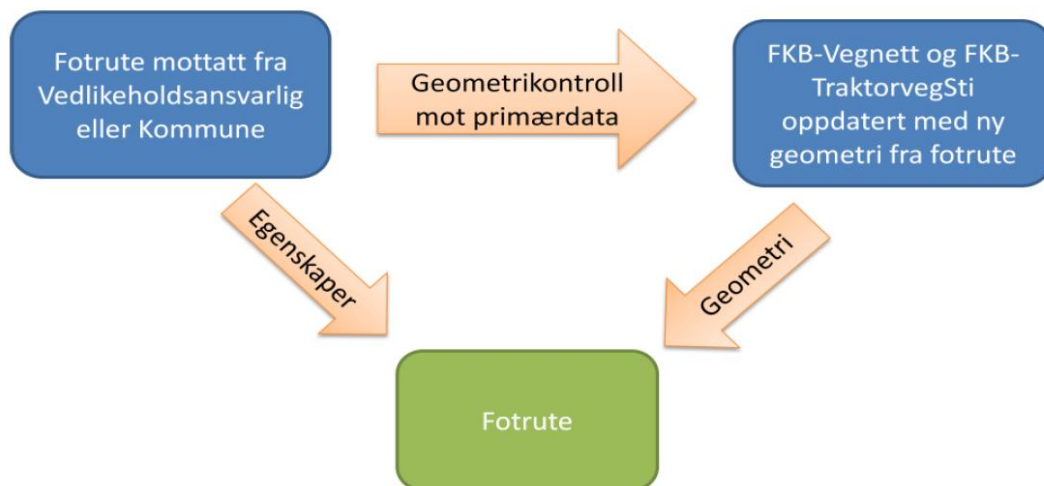 Fotrute mottatt fra
Vedlikeholdsansvarlig
eller Kommune
Geometrikontroll
mot primærdata
FKB-Vegnett og FKB-
TraktorvegSti
oppdatert med ny
geometri fra fotrute
Egenskaper
Geometri
Fotrute